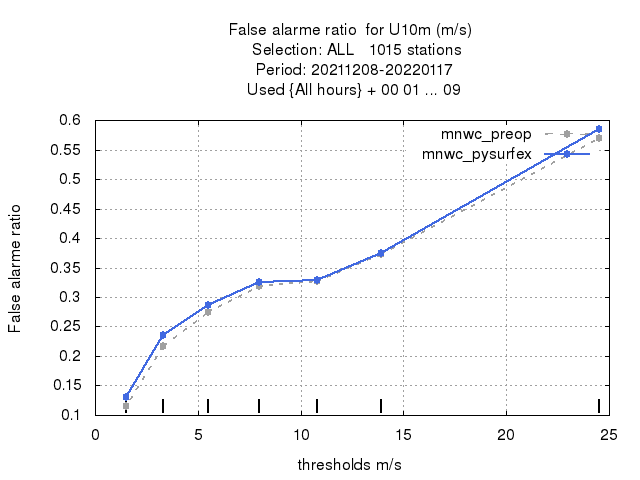 False alarme ratio  for U10m (m/s)
Selection: ALL   1015 stations
Period: 20211208-20220117
Used {All hours} + 00 01 ... 09
mnwc_preop
mnwc_pysurfex
False alarme ratio
0.6
0.55
0.5
0.45
0.4
0.35
0.3
0.25
0.2
0.15
0.1
0 5 10 15 20 25
thresholds m/s